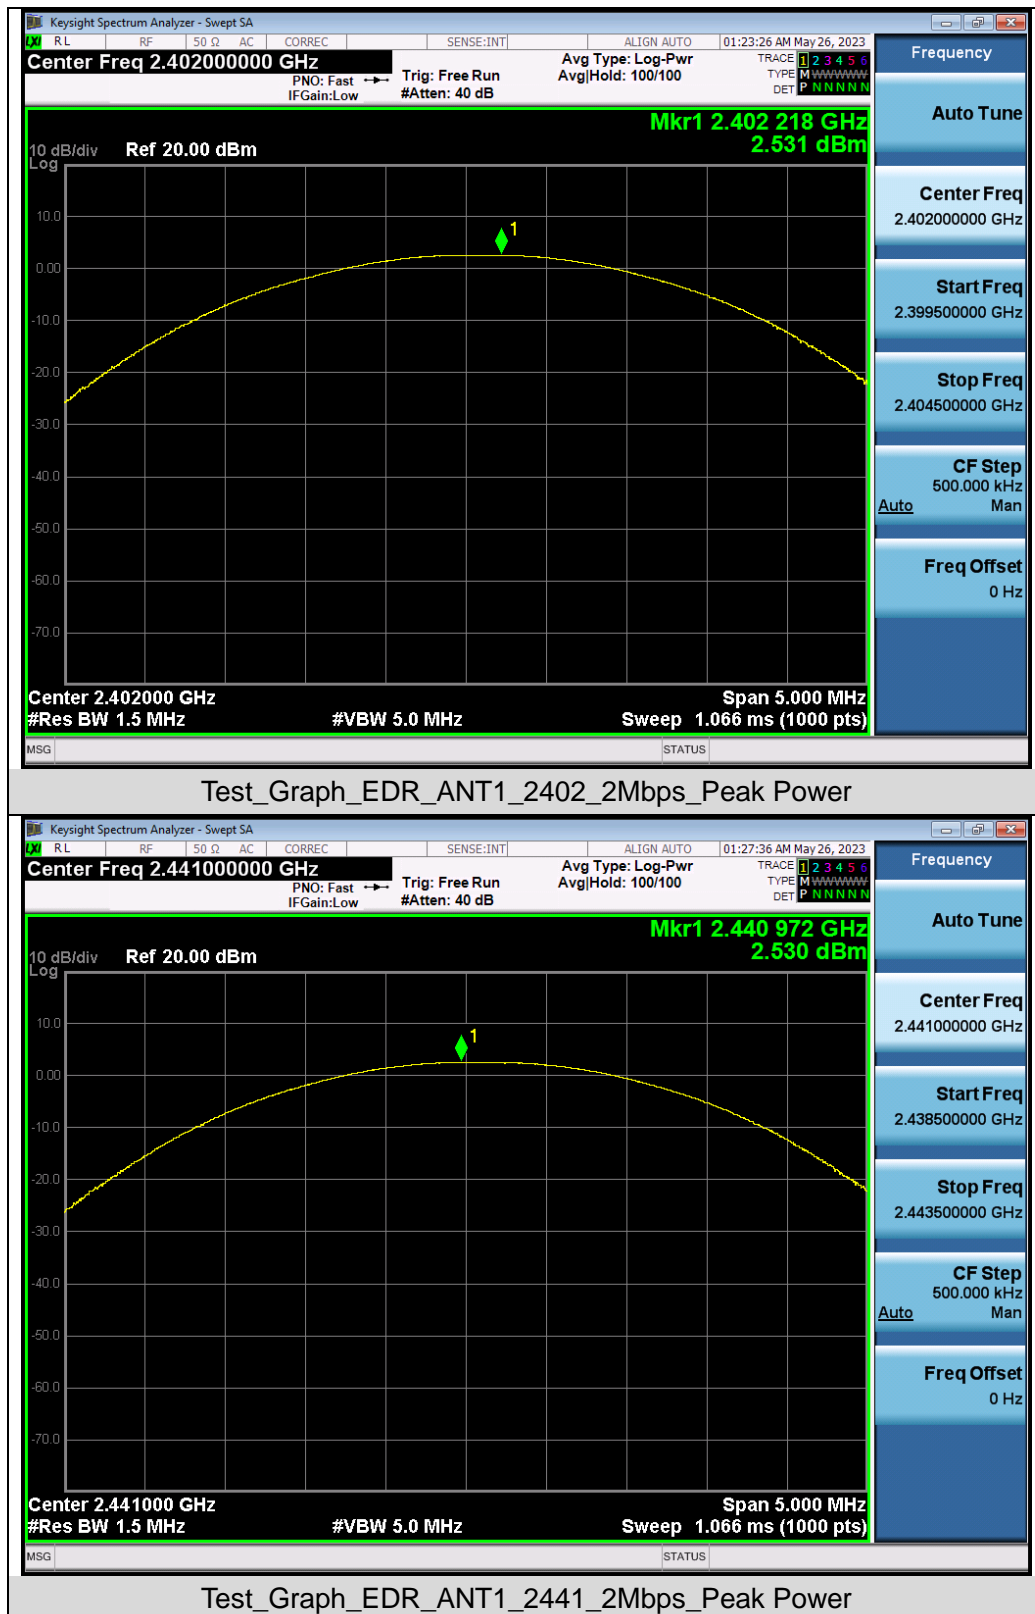 Keysight Spectrum Analyzer - Swept SA
LXI RL RF 50 Ω AC CORREC SENSE:INT ALIGN AUTO 01:23:26 AM May 26, 2023
Center Freq 2.402000000 GHz
PNO: Fast
IFGain:Low
Trig: Free Run
#Atten: 40 dB
Avg Type: Log-Pwr
Avg|Hold: 100/100
TRACE 1 2 3 4 5 6
TYPE M WWWWW
DET P N N N N N
Mkr1 2.402 218 GHz
2.531 dBm
10 dB/div Ref 20.00 dBm
Log
10.0
0.00
-10.0
-20.0
-30.0
-40.0
-50.0
-60.0
-70.0
Center 2.402000 GHz Span 5.000 MHz
#Res BW 1.5 MHz #VBW 5.0 MHz Sweep 1.066 ms (1000 pts)
MSG STATUS
Frequency
Auto Tune
Center Freq
2.402000000 GHz
Start Freq
2.399500000 GHz
Stop Freq
2.404500000 GHz
CF Step
500.000 kHz
Auto Man
Freq Offset
0 Hz
Test_Graph_EDR_ANT1_2402_2Mbps_Peak Power
Keysight Spectrum Analyzer - Swept SA
LXI RL RF 50 Ω AC CORREC SENSE:INT ALIGN AUTO 01:27:36 AM May 26, 2023
Center Freq 2.441000000 GHz
PNO: Fast
IFGain:Low
Trig: Free Run
#Atten: 40 dB
Avg Type: Log-Pwr
Avg|Hold: 100/100
TRACE 1 2 3 4 5 6
TYPE M WWWWW
DET P N N N N N
Mkr1 2.440 972 GHz
2.530 dBm
10 dB/div Ref 20.00 dBm
Log
10.0
0.00
-10.0
-20.0
-30.0
-40.0
-50.0
-60.0
-70.0
Center 2.441000 GHz Span 5.000 MHz
#Res BW 1.5 MHz #VBW 5.0 MHz Sweep 1.066 ms (1000 pts)
MSG STATUS
Frequency
Auto Tune
Center Freq
2.441000000 GHz
Start Freq
2.438500000 GHz
Stop Freq
2.443500000 GHz
CF Step
500.000 kHz
Auto Man
Freq Offset
0 Hz
Test_Graph_EDR_ANT1_2441_2Mbps_Peak Power